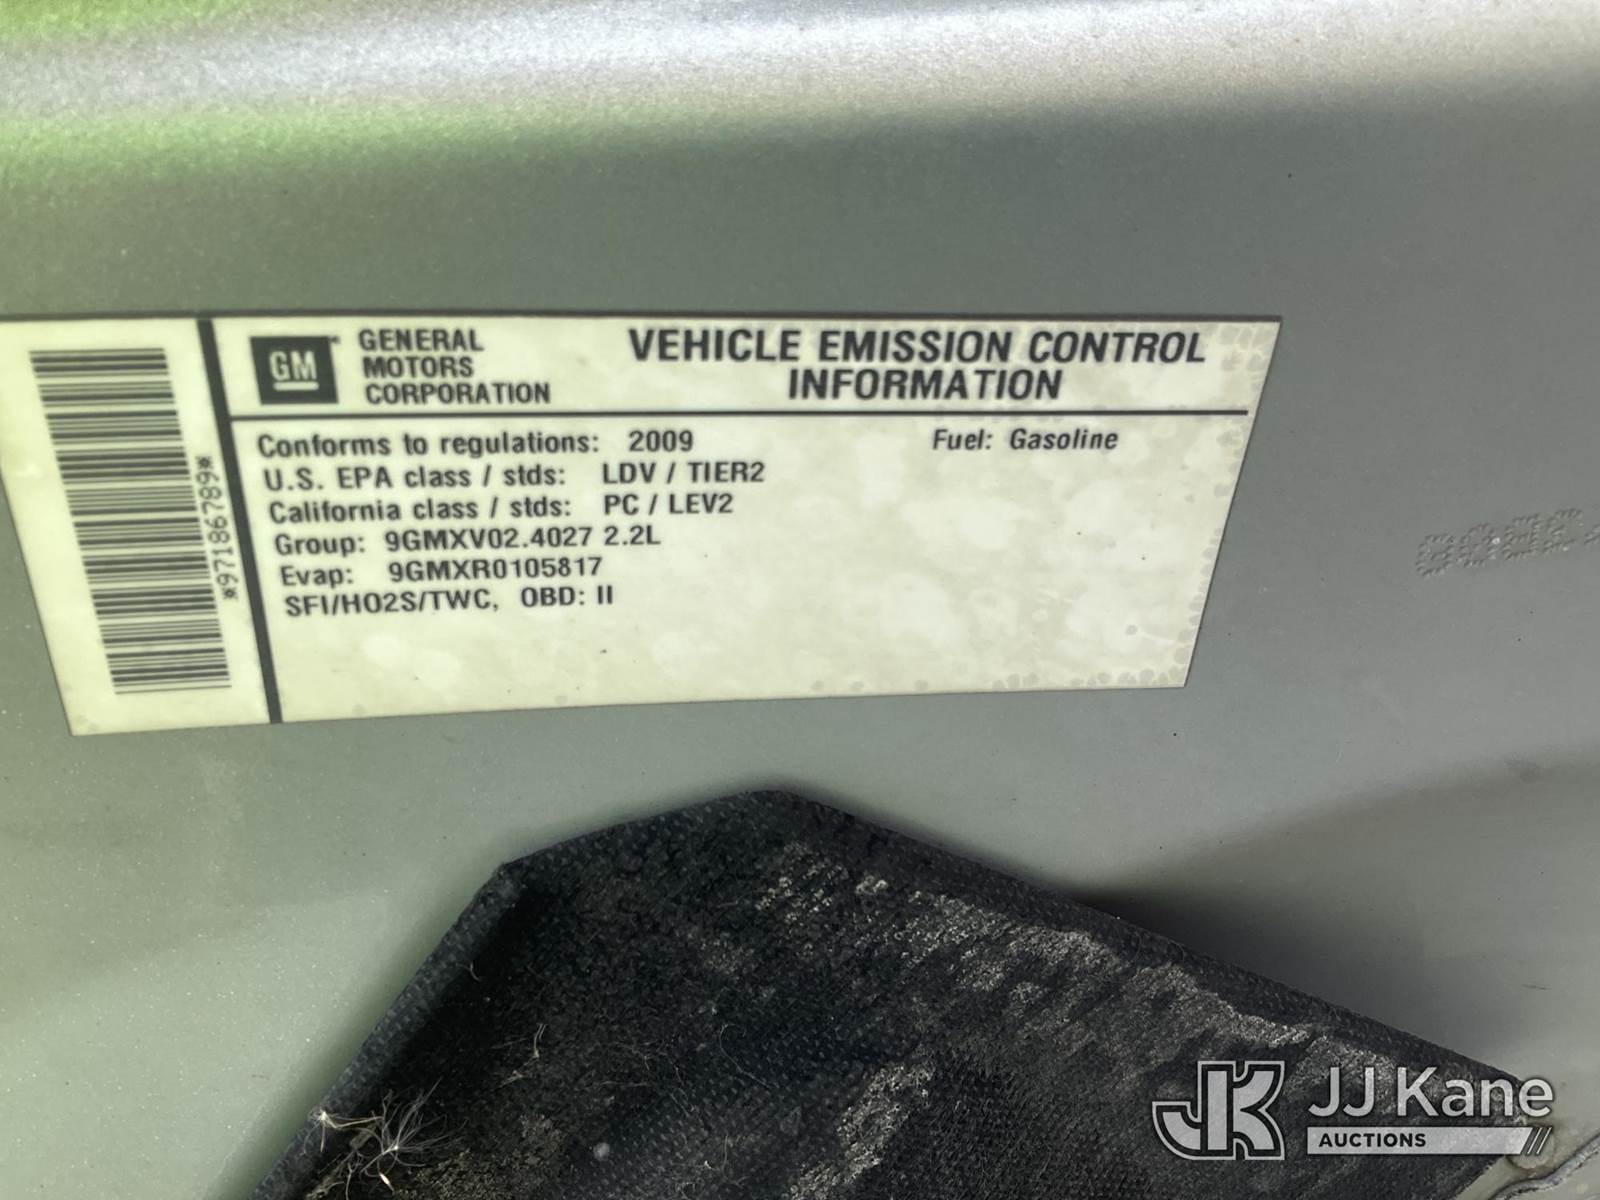 GM
GENERAL
MOTORS
CORPORATION
VEHICLE EMISSION CONTROL
INFORMATION
Conforms to regulations: 2009
Fuel: Gasoline
U.S. EPA class / stds: LDV / TIER2
California class / stds: PC / LEV2
Group: 9GMXV02.4027 2.2L
Evap: 9GMXR0105817
SFI/HO2S/TWC, OBD: II
*97186789*
JK
JJ Kane
AUCTIONS